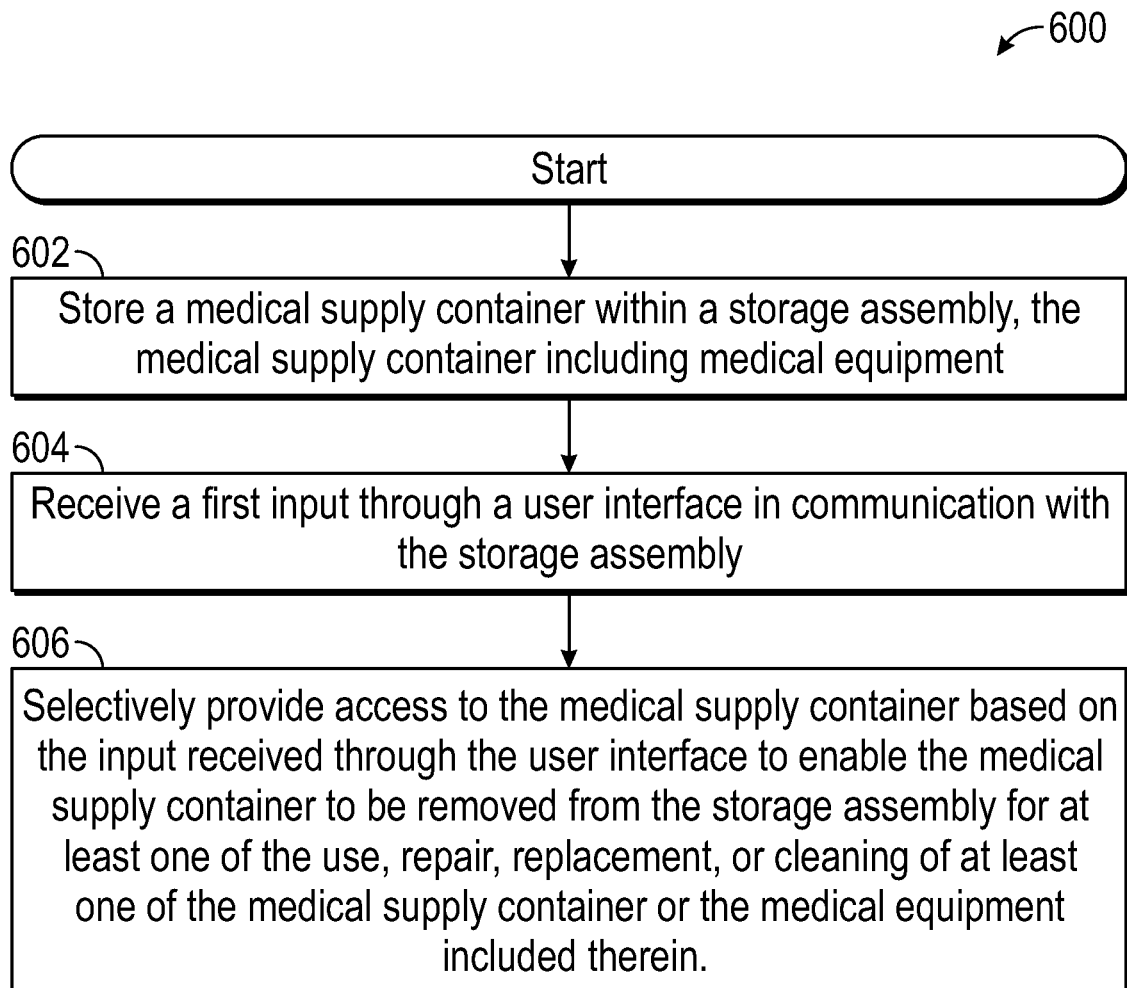 600
Start
602
Store a medical supply container within a storage assembly, the
medical supply container including medical equipment
604
Receive a first input through a user interface in communication with
the storage assembly
606
Selectively provide access to the medical supply container based on
the input received through the user interface to enable the medical
supply container to be removed from the storage assembly for at
least one of the use, repair, replacement, or cleaning of at least
one of the medical supply container or the medical equipment
included therein.